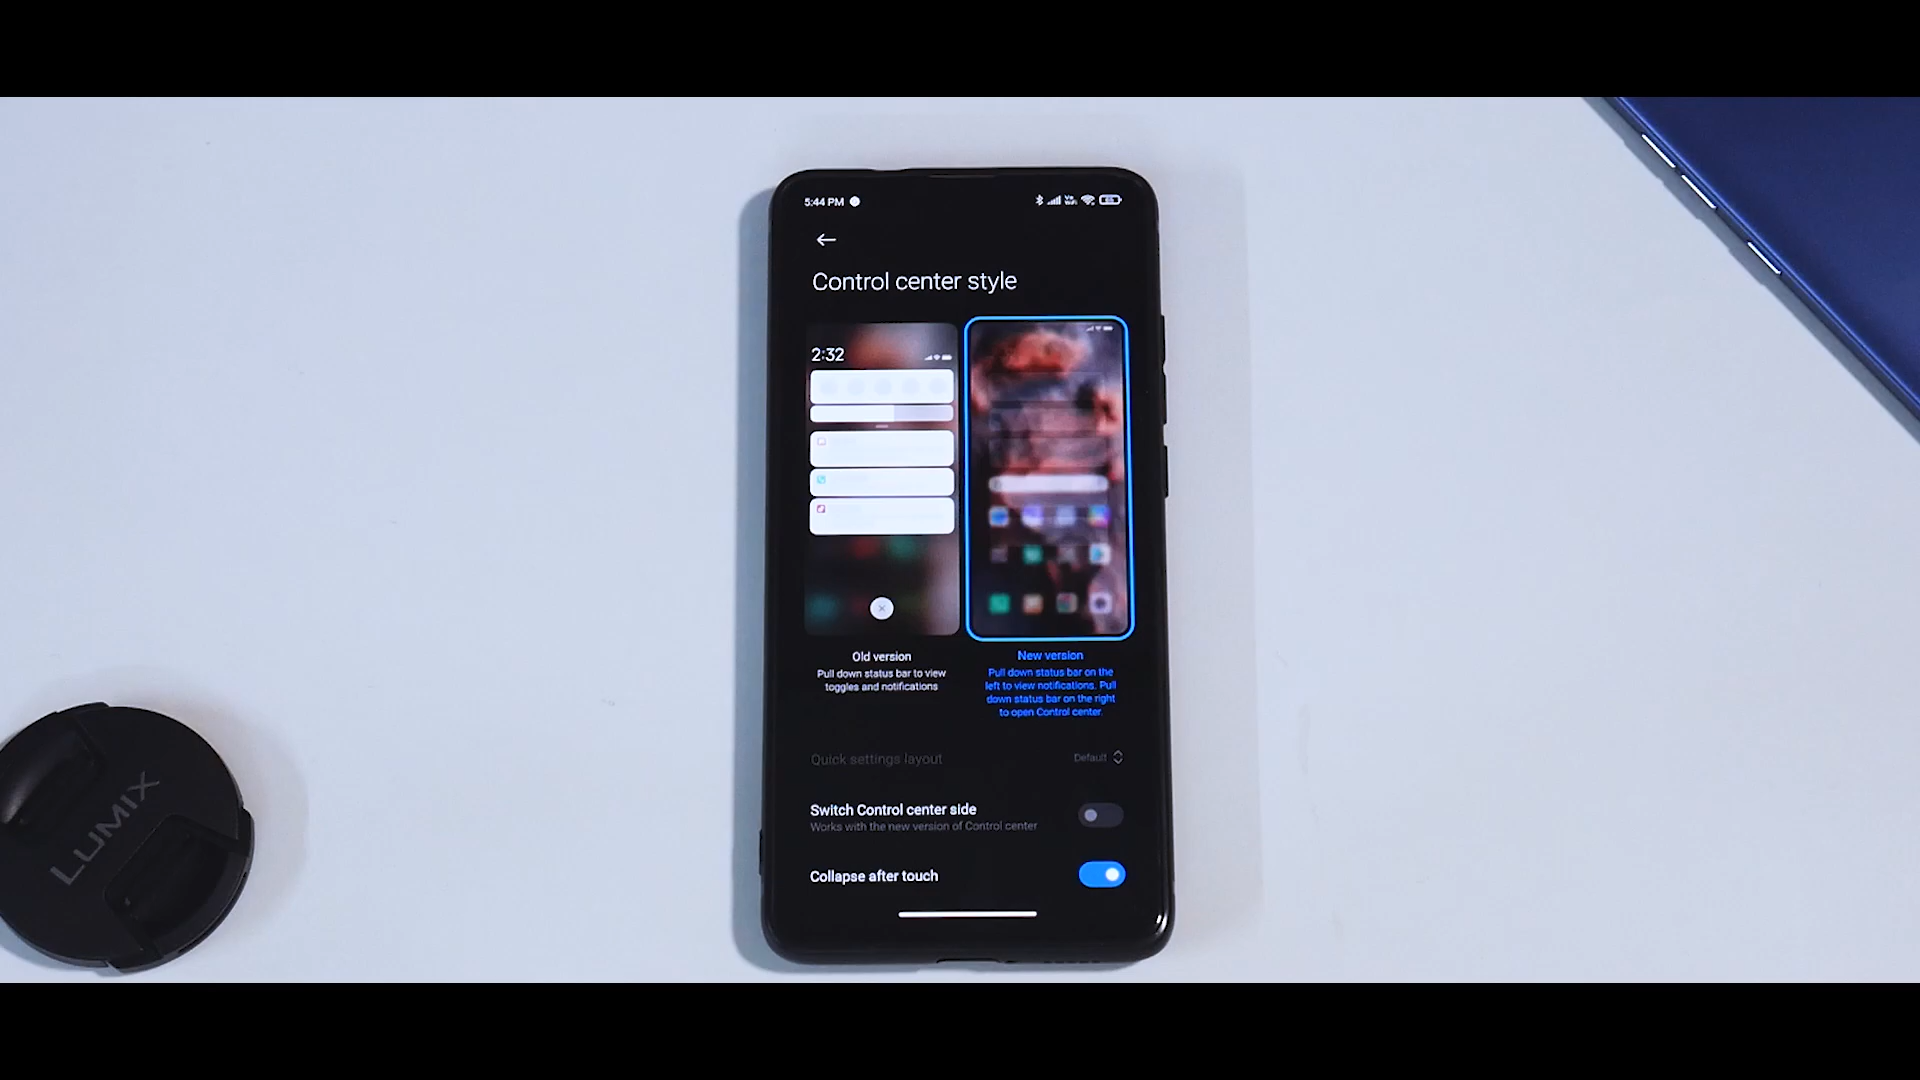 5:44 PM
Control center style
2:32
Old version
Pull down status bar to view
toggles and notifications
New version
Pull down status bar on the
left to view notifications. Pull
down status bar on the right
to open Control center.
Quick settings layout
Default
Switch Control center side
Works with the new version of Control center
Collapse after touch
LUMIX